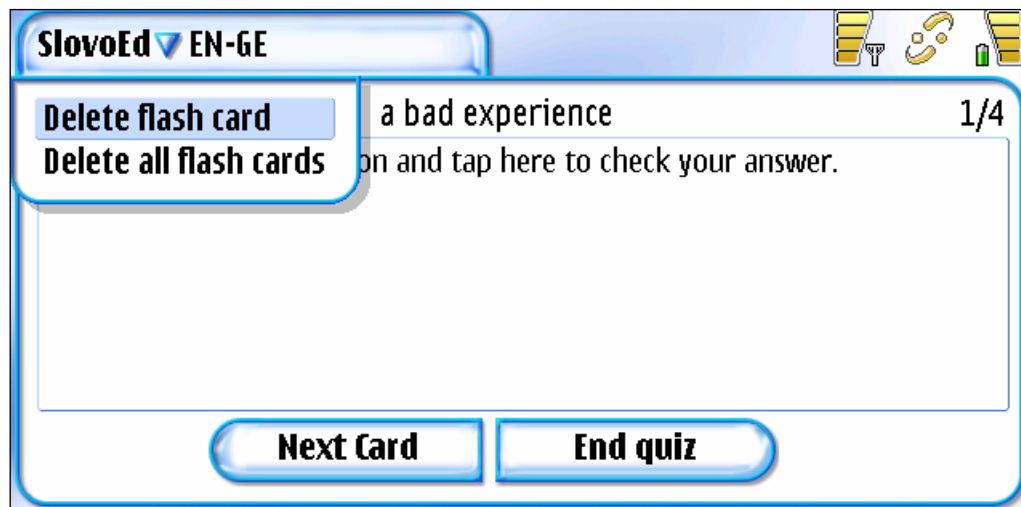 SlovoEd EN-GE
Delete flash card
a bad experience 1/4
Delete all flash cards
and tap here to check your answer.
Next Card End quiz